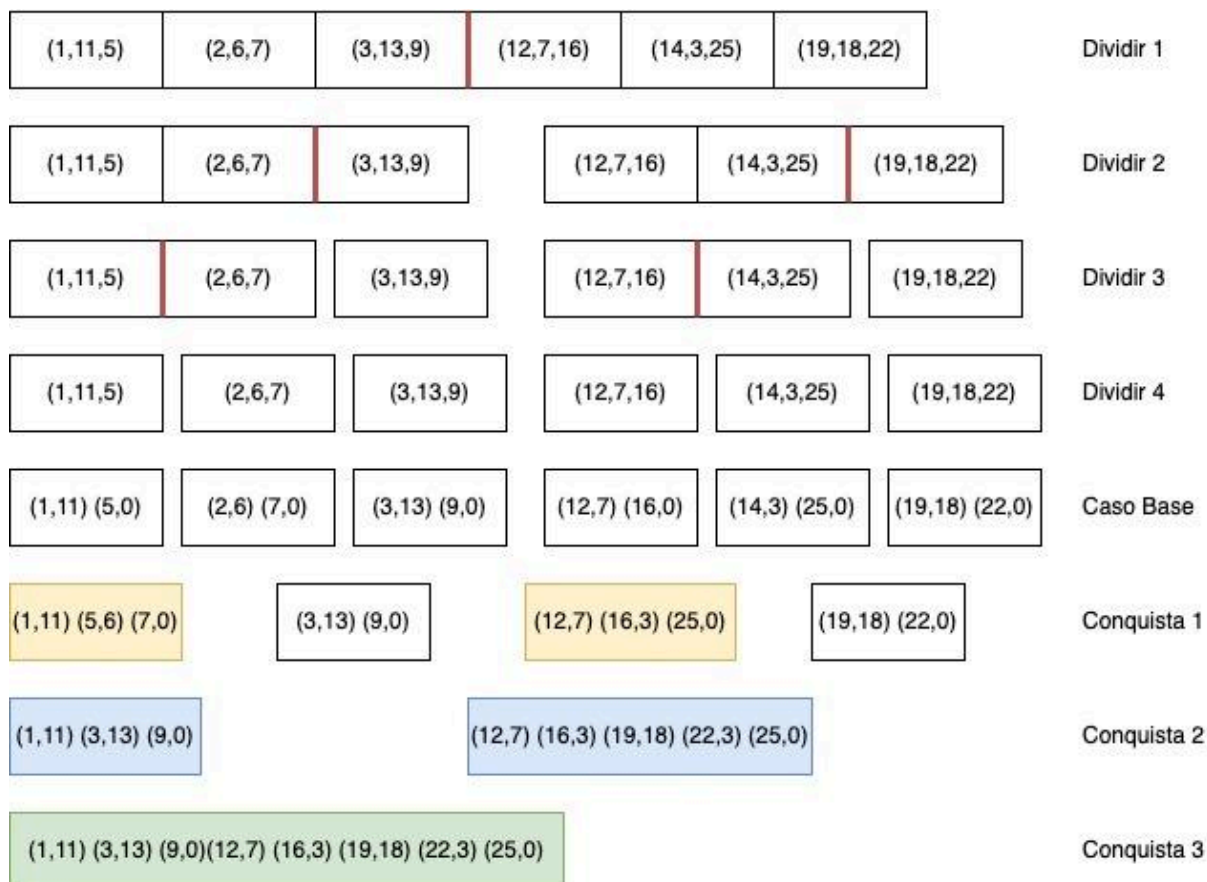 (1,11,5) (2,6,7) (3,13,9) (12,7,16) (14,3,25) (19,18,22) Dividir 1
(1,11,5) (2,6,7) (3,13,9) (12,7,16) (14,3,25) (19,18,22) Dividir 2
(1,11,5) (2,6,7) (3,13,9) (12,7,16) (14,3,25) (19,18,22) Dividir 3
(1,11,5) (2,6,7) (3,13,9) (12,7,16) (14,3,25) (19,18,22) Dividir 4
(1,11) (5,0) (2,6) (7,0) (3,13) (9,0) (12,7) (16,0) (14,3) (25,0) (19,18) (22,0) Caso Base
(1,11) (5,6) (7,0) (3,13) (9,0) (12,7) (16,3) (25,0) (19,18) (22,0) Conquista 1
(1,11) (3,13) (9,0) (12,7) (16,3) (19,18) (22,3) (25,0) Conquista 2
(1,11) (3,13) (9,0)(12,7) (16,3) (19,18) (22,3) (25,0) Conquista 3